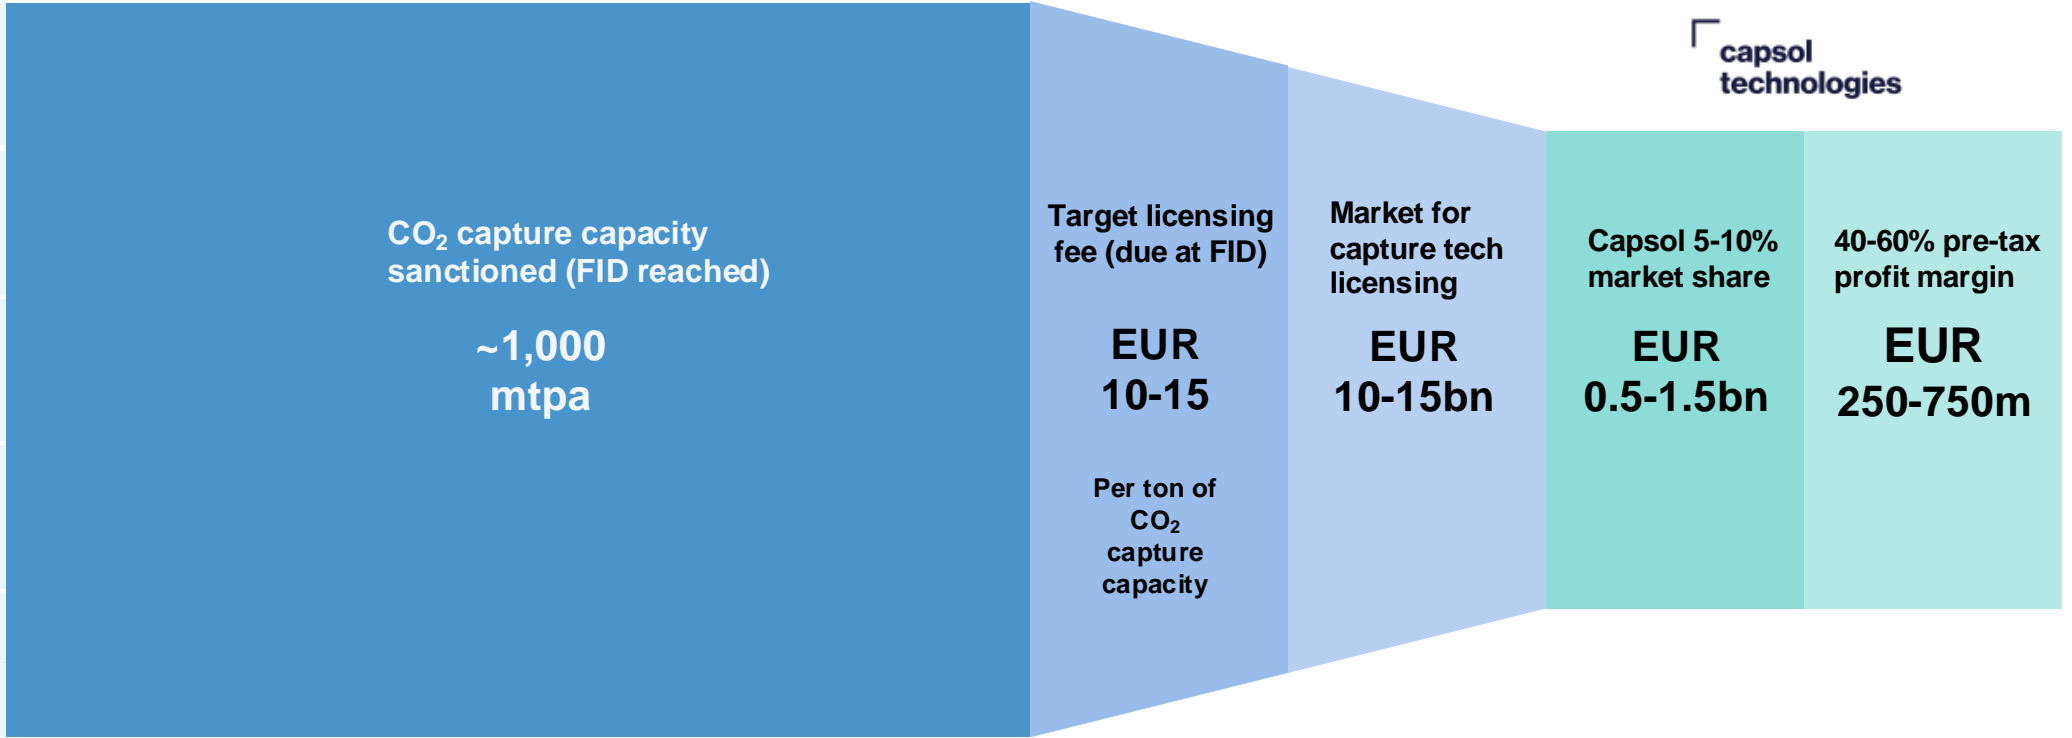 capsol
technologies
CO₂ capture capacity
sanctioned (FID reached)
~1,000
mtpa
Target licensing
fee (due at FID)
EUR
10-15
Per ton of
CO₂
capture
capacity
Market for
capture tech
licensing
EUR
10-15bn
Capsol 5-10%
market share
EUR
0.5-1.5bn
40-60% pre-tax
profit margin
EUR
250-750m